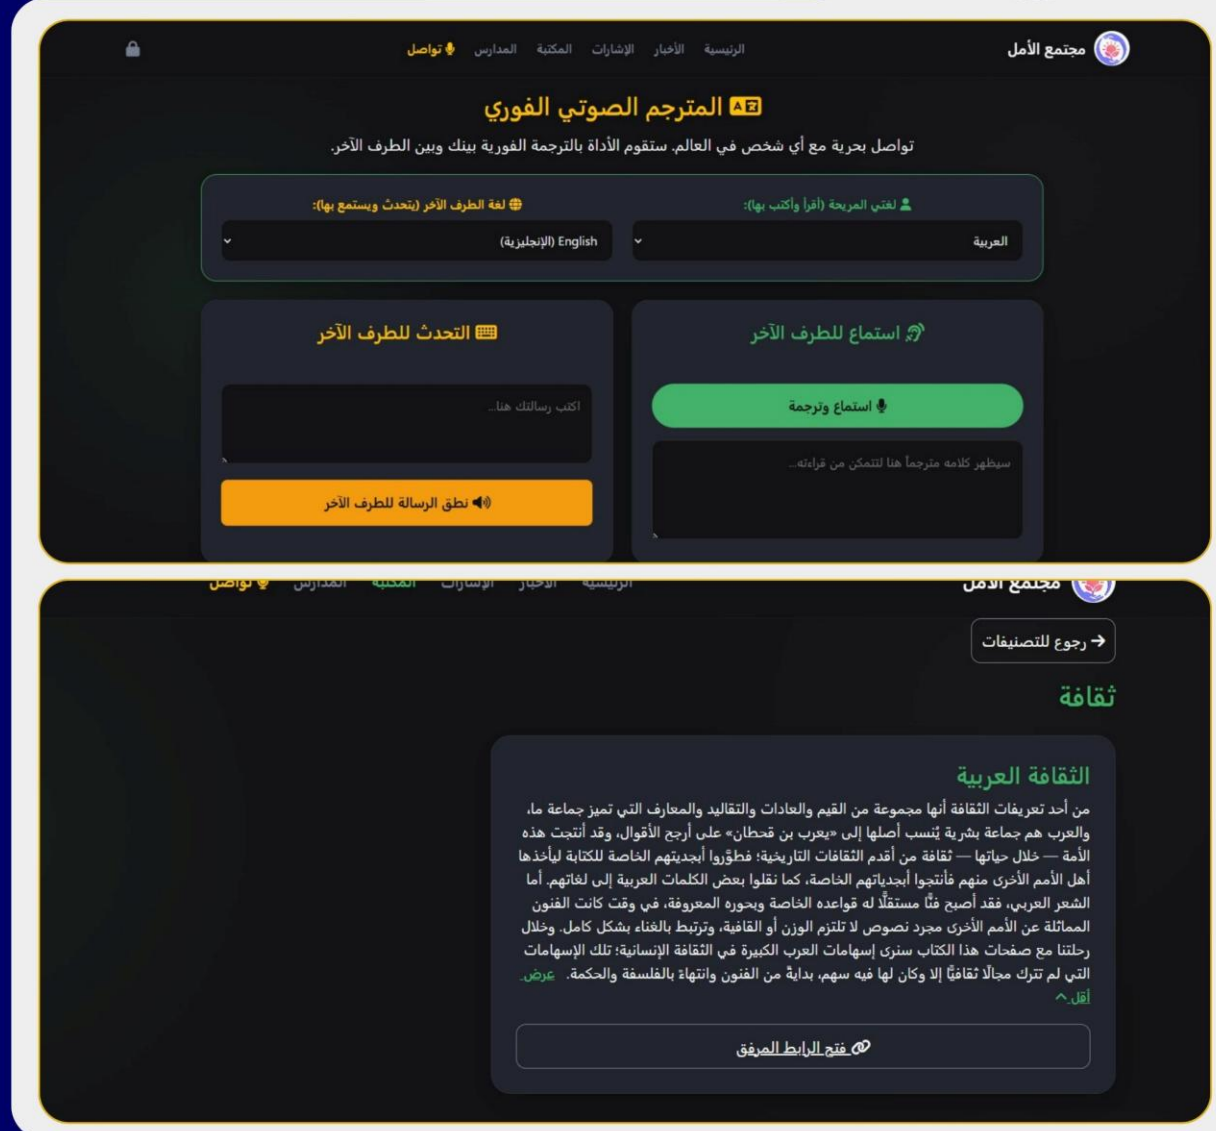 مجتمع الأمل
الرئيسية الأخبار الإشارات المكتبة المدارس تواصل
المترجم الصوتي الفوري
تواصل بحرية مع أي شخص في العالم. ستقوم الأداة بالترجمة الفورية بينك وبين الطرف الآخر.
لغتي المريحة (أقرأ وأكتب بها):
العربية
لغة الطرف الآخر (يتحدث ويستمع بها):
English (الإنجليزية)
استماع للطرف الآخر
استماع وترجمة
سيظهر كلامه مترجماً هنا لتتمكن من قراءته...
التحدث للطرف الآخر
اكتب رسالتك هنا...
نطق الرسالة للطرف الآخر
مجتمع الأمل
الرئيسية الأخبار الإشارات المكتبة المدارس تواصل
رجوع للتصنيفات
ثقافة
الثقافة العربية
من أحد تعريفات الثقافة أنها مجموعة من القيم والعادات والتقاليد والمعارف التي تميز جماعة ما،
والعرب هم جماعة بشرية يُنسب أصلها إلى «يعرب بن قحطان» على أرجح الأقوال، وقد أنتجت هذه
الأمة — خلال حياتها — ثقافة من أقدم الثقافات التاريخية؛ فطوَّروا أبجديتهم الخاصة للكتابة ليأخذها
أهل الأمم الأخرى منهم فأنتجوا أبجدياتهم الخاصة، كما نقلوا بعض الكلمات العربية إلى لغاتهم. أما
الشعر العربي، فقد أصبح فنًّا مستقلًّا له قواعده الخاصة وبحوره المعروفة، في وقت كانت الفنون
المماثلة عن الأمم الأخرى مجرد نصوص لا تلتزم الوزن أو القافية، وترتبط بالغناء بشكل كامل. وخلال
رحلتنا مع صفحات هذا الكتاب سنرى إسهامات العرب الكبيرة في الثقافة الإنسانية؛ تلك الإسهامات
التي لم تترك مجالًا ثقافيًّا إلا وكان لها فيه سهم، بدايةً من الفنون وانتهاءً بالفلسفة والحكمة. عرض
أقل
فتح الرابط المرفق